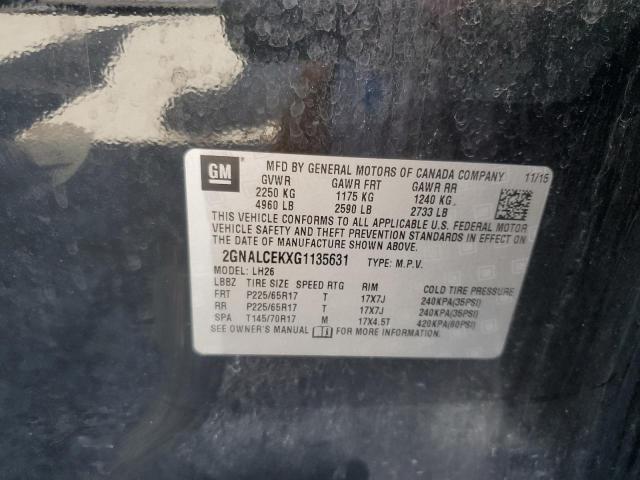 GM
MFD BY GENERAL MOTORS OF CANADA COMPANY 11/15
GVWR GAWR FRT GAWR RR
2250 KG 1175 KG 1240 KG
4960 LB 2590 LB 2733 LB
THIS VEHICLE CONFORMS TO ALL APPLICABLE U.S. FEDERAL MOTOR
VEHICLE SAFETY AND THEFT PREVENTION STANDARDS IN EFFECT ON THE
DATE OF MANUFACTURE SHOWN ABOVE.
2GNALCEKXG1135631 TYPE: M.P.V.
MODEL: LH26
LBBZ TIRE SIZE SPEED RTG RIM COLD TIRE PRESSURE
FRT P225/65R17 T 17X7J 240KPA(35PSI)
RR P225/65R17 T 17X7J 240KPA(35PSI)
SPA T145/70R17 M 17X4.5T 420KPA(60PSI)
SEE OWNER'S MANUAL FOR MORE INFORMATION.